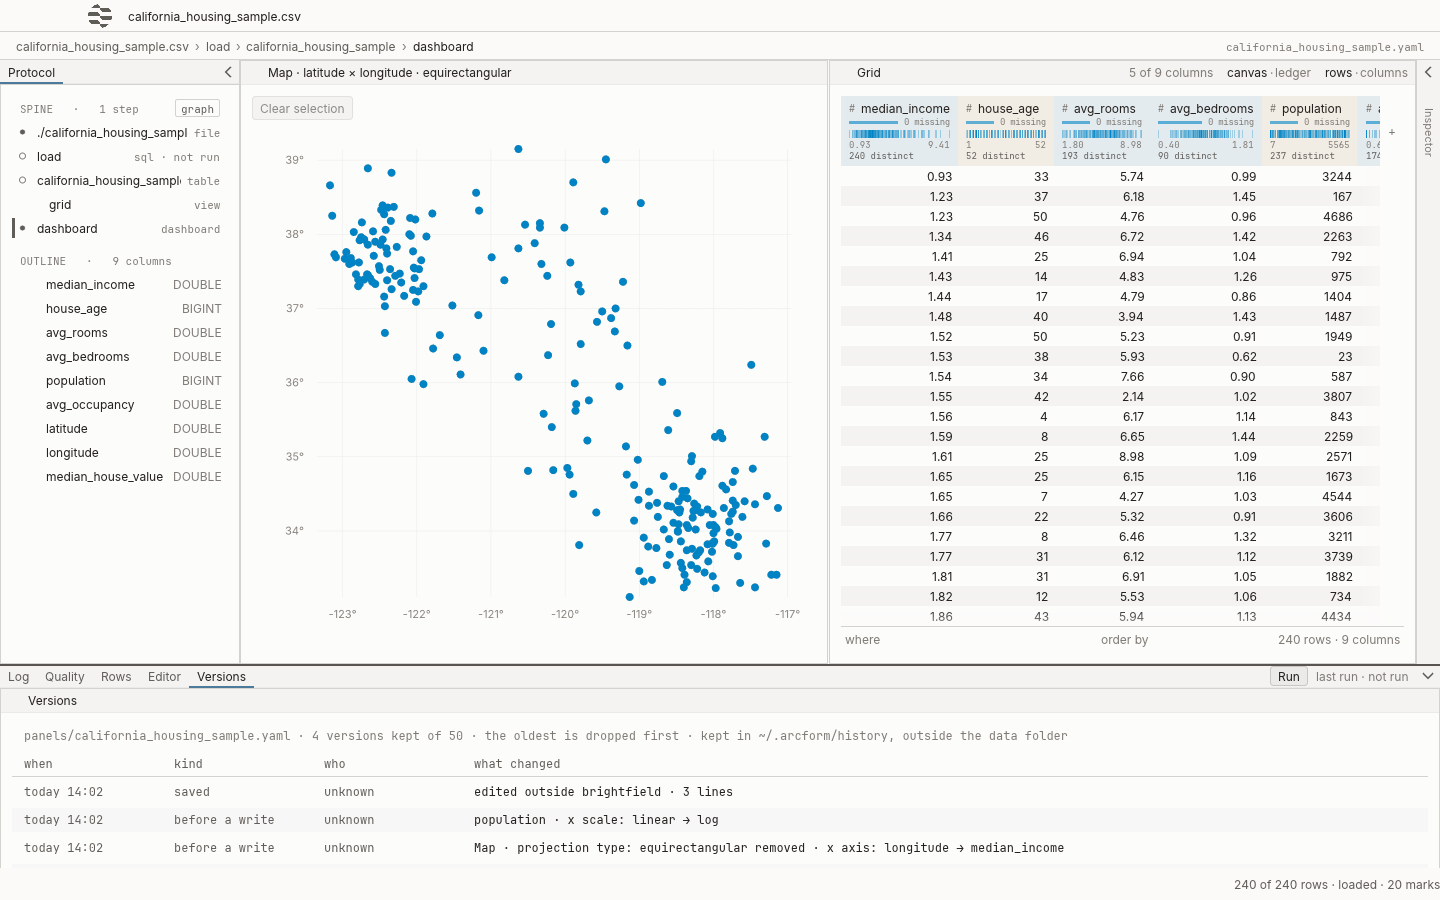 california_housing_sample.csv
california_housing_sample.csv › load › california_housing_sample › dashboard
california_housing_sample.yaml
Protocol
SPINE · 1 step
graph
./california_housing_sampl file
load sql · not run
california_housing_sampl table
grid view
dashboard dashboard
OUTLINE · 9 columns
median_income DOUBLE
house_age BIGINT
avg_rooms DOUBLE
avg_bedrooms DOUBLE
population BIGINT
avg_occupancy DOUBLE
latitude DOUBLE
longitude DOUBLE
median_house_value DOUBLE
Map · latitude × longitude · equirectangular
Clear selection
39°
38°
37°
36°
35°
34°
-123° -122° -121° -120° -119° -118° -117°
Grid
5 of 9 columns canvas · ledger rows · columns
# median_income # house_age # avg_rooms # avg_bedrooms # population # a
0 missing 0 missing 0 missing 0 missing 0 missing
0.93 9.41 1 52 1.80 8.98 0.40 1.81 7 5565 0.6
240 distinct 52 distinct 193 distinct 90 distinct 237 distinct 174
+
0.93 33 5.74 0.99 3244
1.23 37 6.18 1.45 167
1.23 50 4.76 0.96 4686
1.34 46 6.72 1.42 2263
1.41 25 6.94 1.04 792
1.43 14 4.83 1.26 975
1.44 17 4.79 0.86 1404
1.48 40 3.94 1.43 1487
1.52 50 5.23 0.91 1949
1.53 38 5.93 0.62 23
1.54 34 7.66 0.90 587
1.55 42 2.14 1.02 3807
1.56 4 6.17 1.14 843
1.59 8 6.65 1.44 2259
1.61 25 8.98 1.09 2571
1.65 25 6.15 1.16 1673
1.65 7 4.27 1.03 4544
1.66 22 5.32 0.91 3606
1.77 8 6.46 1.32 3211
1.77 31 6.12 1.12 3739
1.81 31 6.91 1.05 1882
1.82 12 5.53 1.06 734
1.86 43 5.94 1.13 4434
where order by 240 rows · 9 columns
Inspector
Log Quality Rows Editor Versions
Run last run · not run
Versions
panels/california_housing_sample.yaml · 4 versions kept of 50 · the oldest is dropped first · kept in ~/.arcform/history, outside the data folder
when kind who what changed
today 14:02 saved unknown edited outside brightfield · 3 lines
today 14:02 before a write unknown population · x scale: linear → log
today 14:02 before a write unknown Map · projection type: equirectangular removed · x axis: longitude → median_income
240 of 240 rows · loaded · 20 marks